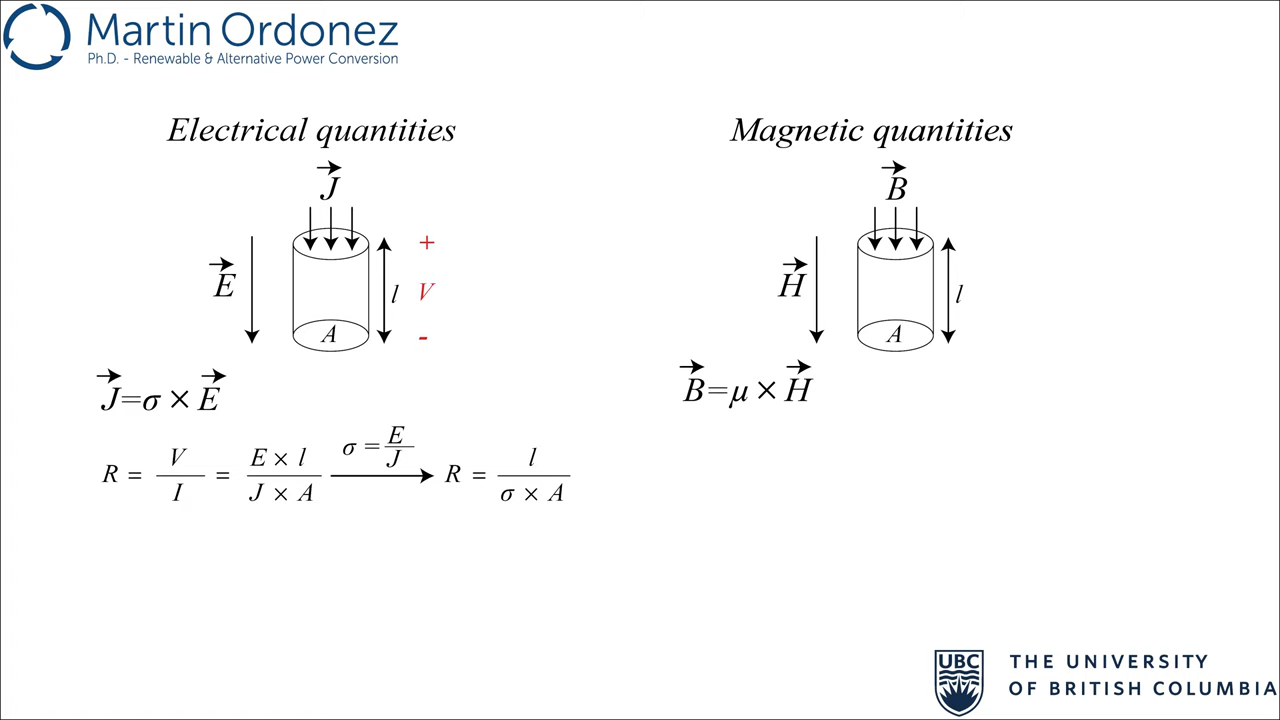 Martin Ordonez
Ph.D. - Renewable & Alternative Power Conversion
Electrical quantities
J
E
l
A
+
V
-
J=σ × E
R = V / I = E × l / J × A
σ = E / J
R = l / σ × A
Magnetic quantities
B
H
l
A
B=μ × H
UBC
THE UNIVERSITY
OF BRITISH COLUMBIA